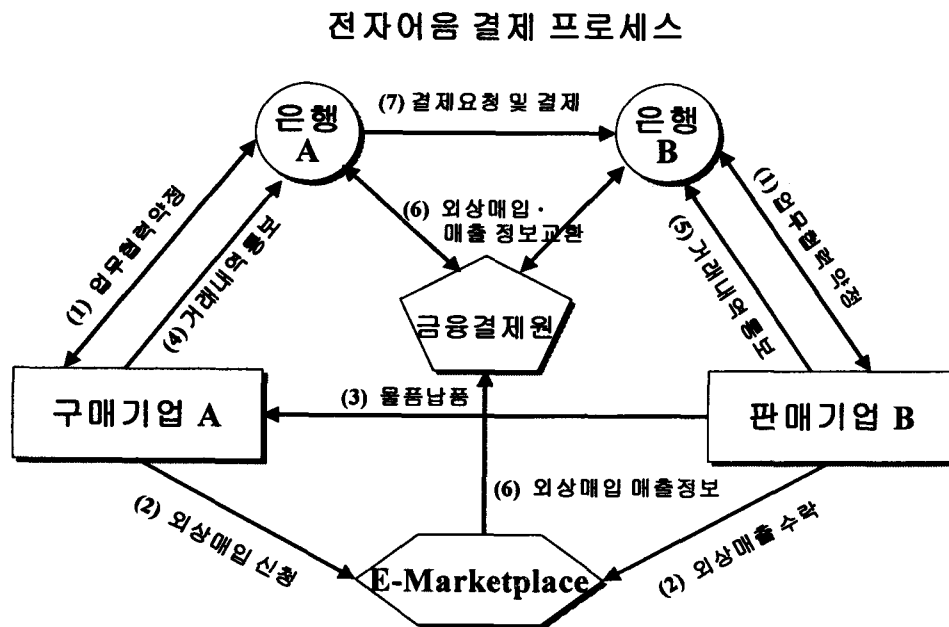 전자어음 결제 프로세스
은행
A
(7) 결제요청 및 결제
은행
B
(1) 업무협력약정
(4) 거래내역통보
(6) 외상매입 ·
매출 정보교환
(5) 거래내역통보
(1) 업무협력 약정
금융결제원
구매기업 A
(3) 물품납품
판매기업 B
(2) 외상매입 신청
(6) 외상매입 매출정보
(2) 외상매출 수락
E-Marketplace